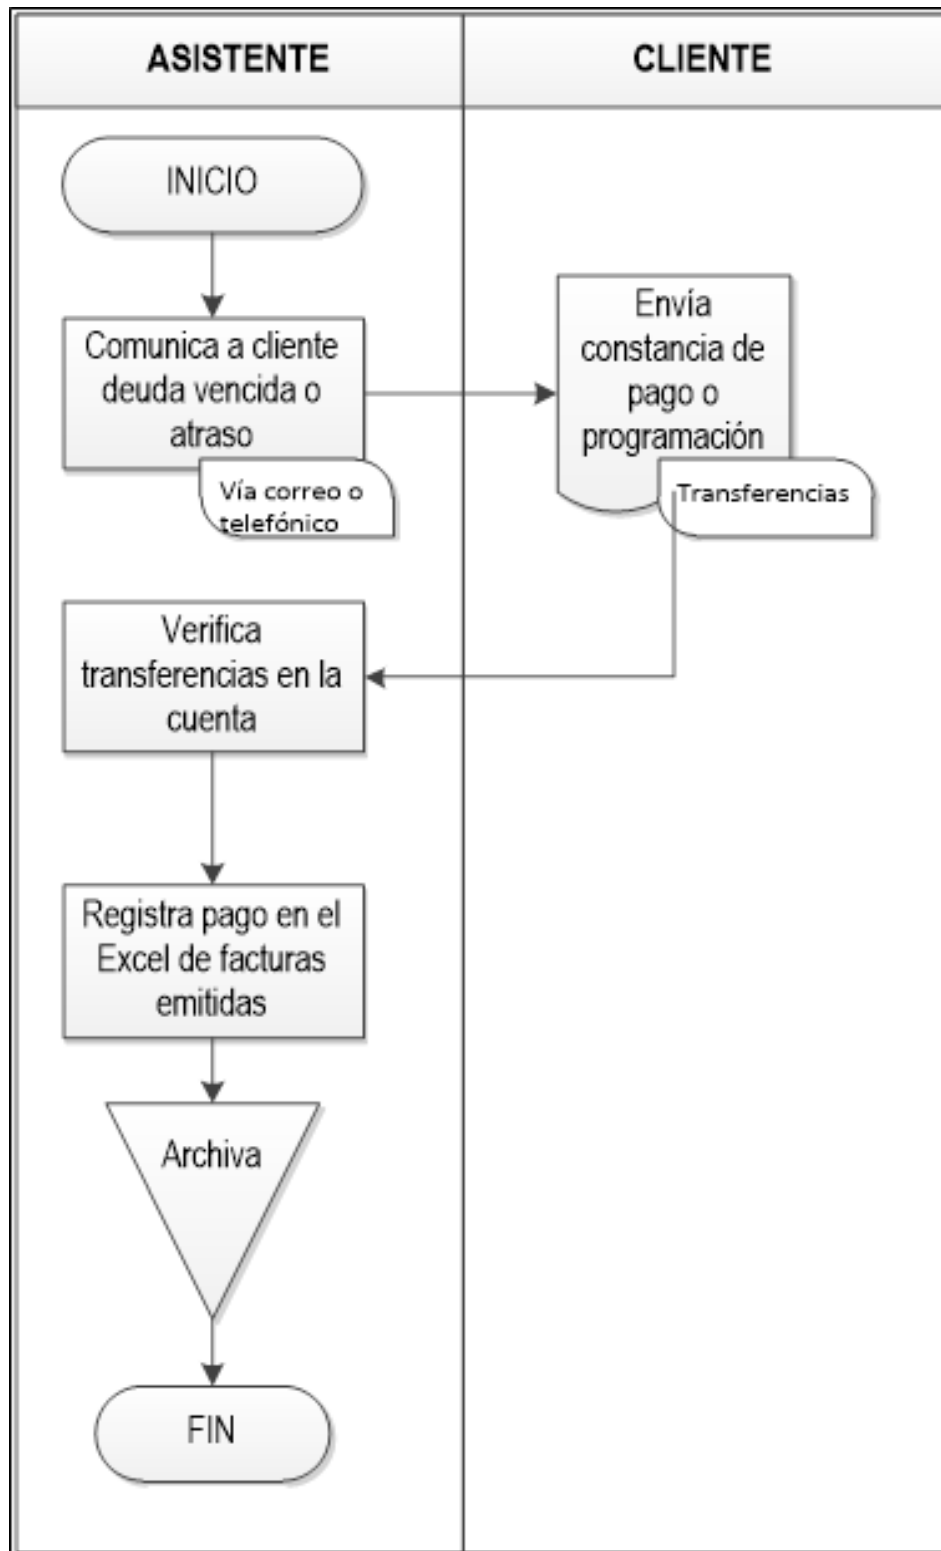 ASISTENTE
CLIENTE
INICIO
Comunica a cliente
deuda vencida o
atraso
Vía correo o
telefónico
Envía
constancia de
pago o
programación
Transferencias
Verifica
transferencias en la
cuenta
Registra pago en el
Excel de facturas
emitidas
Archiva
FIN